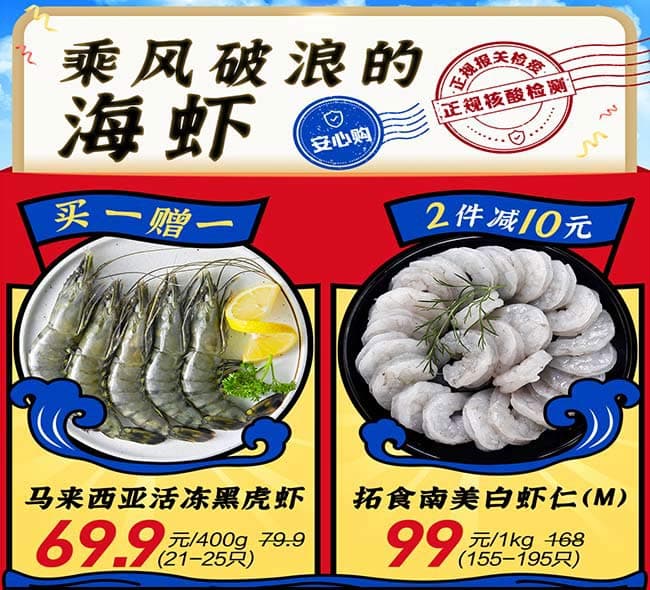 乘风破浪的
海虾
安心购
正规报关检疫
正规核酸检测
买一赠一
2件减10元
马来西亚活冻黑虎虾
69.9元/400g 79.9
(21-25只)
拓食南美白虾仁(M)
99元/1kg 168
(155-195只)